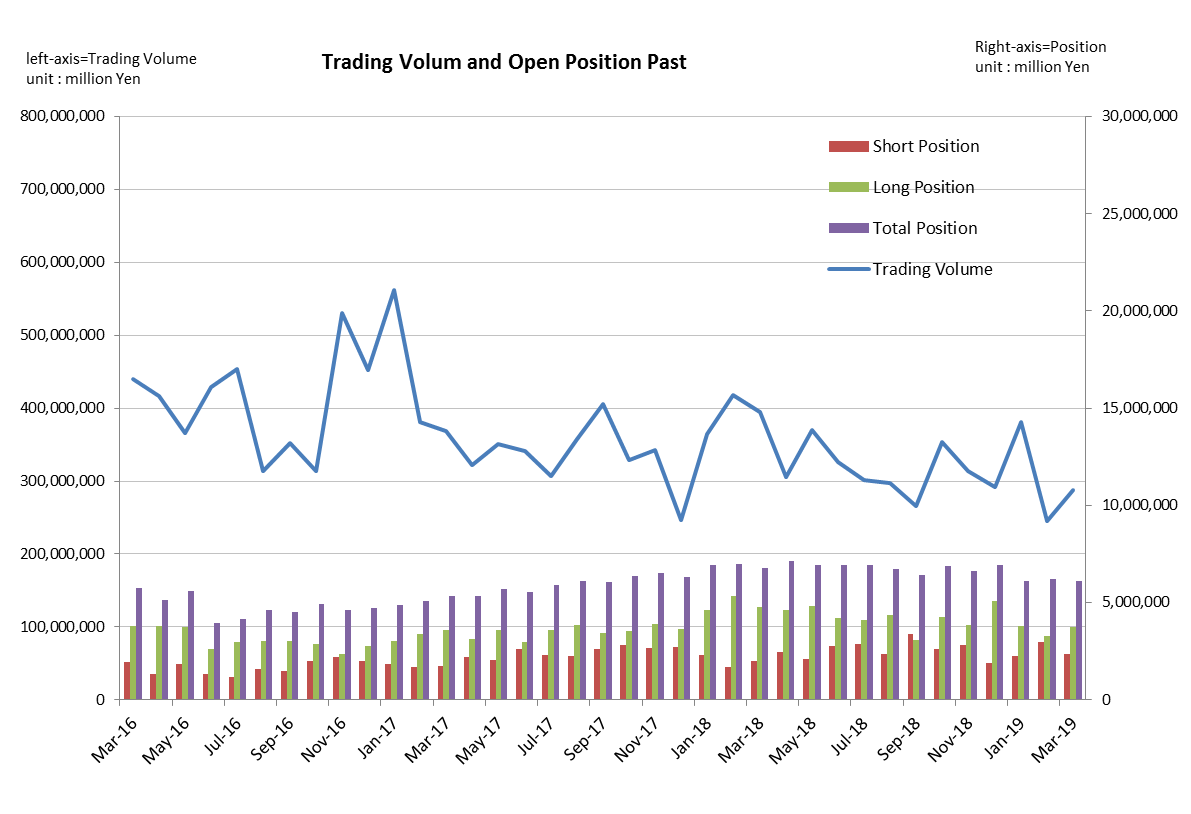 left-axis=Trading Volume
unit : million Yen
Trading Volum and Open Position Past
Right-axis=Position
unit : million Yen
800,000,000
700,000,000
600,000,000
500,000,000
400,000,000
300,000,000
200,000,000
100,000,000
0
30,000,000
25,000,000
20,000,000
15,000,000
10,000,000
5,000,000
0
Short Position
Long Position
Total Position
Trading Volume
Mar-16
May-16
Jul-16
Sep-16
Nov-16
Jan-17
Mar-17
May-17
Jul-17
Sep-17
Nov-17
Jan-18
Mar-18
May-18
Jul-18
Sep-18
Nov-18
Jan-19
Mar-19